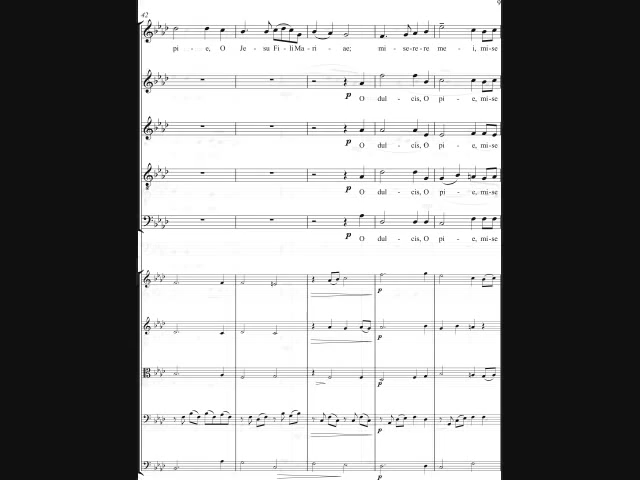 42
pi - e, O Je - su Fi - li Ma - ri - ae; mi - se - re - re me - i, mi - se
p
O dul - cis, O pi - e, mi - se
p
O dul - cis, O pi - e, mi - se
p
O dul - cis, O pi - e, mi - se
p
O dul - cis, O pi - e, mi - se
p
p
p
p
p